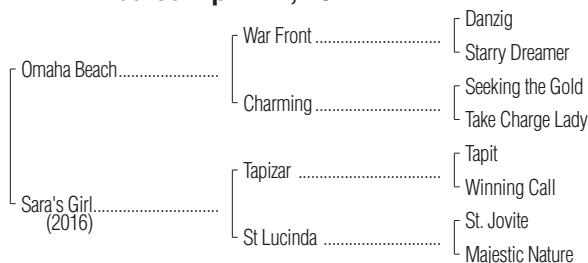 Danzig
War Front ........................................
Starry Dreamer
Omaha Beach................................
Seeking the Gold
Charming ........................................
Take Charge Lady
Tapit
Tapizar ............................................
Winning Call
Sara's Girl........................................
(2016)
St. Jovite
St Lucinda ......................................
Majestic Nature